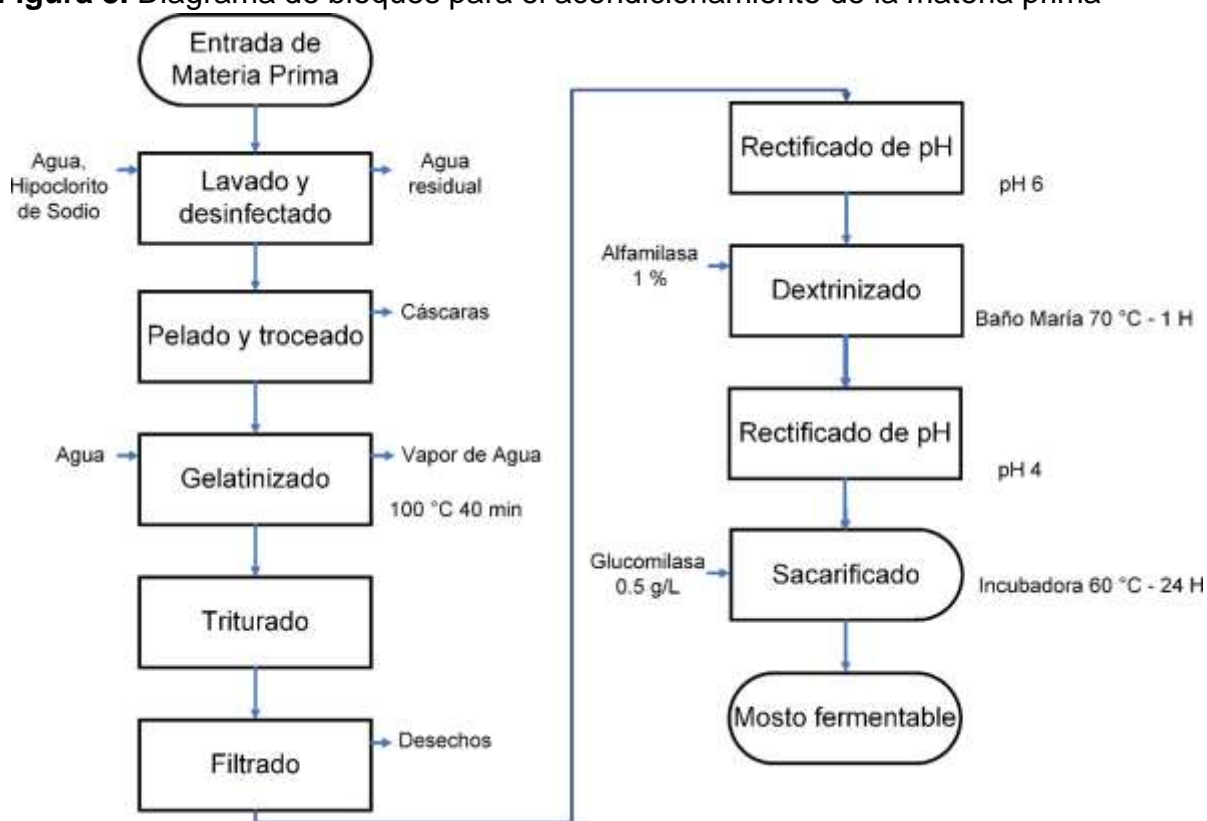 Figura 3. Diagrama de bloques para el acondicionamiento de la materia prima
Entrada de
Materia Prima
Agua,
Hipoclorito
de Sodio
Lavado y
desinfectado
Agua
residual
Pelado y troceado
Cáscaras
Agua
Gelatinizado
Vapor de Agua
100 °C 40 min
Triturado
Filtrado
Desechos
Rectificado de pH
pH 6
Alfamilasa
1 %
Dextrinizado
Baño María 70 °C - 1 H
Rectificado de pH
pH 4
Glucomilasa
0.5 g/L
Sacarificado
Incubadora 60 °C - 24 H
Mosto fermentable